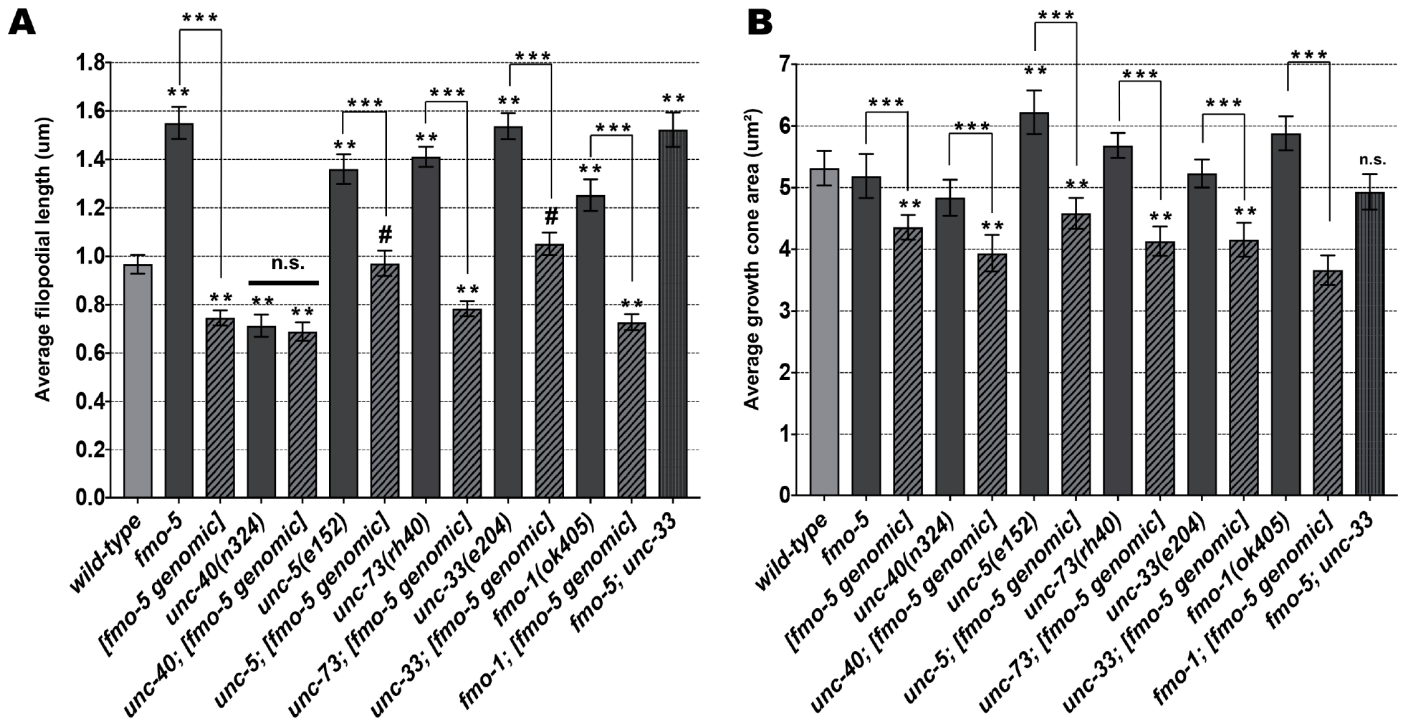 A
Average filopodial length (um)
1.8
1.6
1.4
1.2
1.0
0.8
0.6
0.4
0.2
0.0
***
**
**
n.s.
**
**
**
***
#
**
***
**
**
***
#
**
***
**
**
wild-type
fmo-5
[fmo-5 genomic]
unc-40(n324)
unc-40; [fmo-5 genomic]
unc-5(e152)
unc-5; [fmo-5 genomic]
unc-73(rh40)
unc-73; [fmo-5 genomic]
unc-33(e204)
unc-33; [fmo-5 genomic]
fmo-1(ok405)
fmo-1; [fmo-5 genomic]
fmo-5; unc-33
B
Average growth cone area (um²)
7
6
5
4
3
2
1
0
***
**
***
**
***
**
**
***
**
***
**
***
n.s.
wild-type
fmo-5
[fmo-5 genomic]
unc-40(n324)
unc-40; [fmo-5 genomic]
unc-5(e152)
unc-5; [fmo-5 genomic]
unc-73(rh40)
unc-73; [fmo-5 genomic]
unc-33(e204)
unc-33; [fmo-5 genomic]
fmo-1(ok405)
fmo-1; [fmo-5 genomic]
fmo-5; unc-33